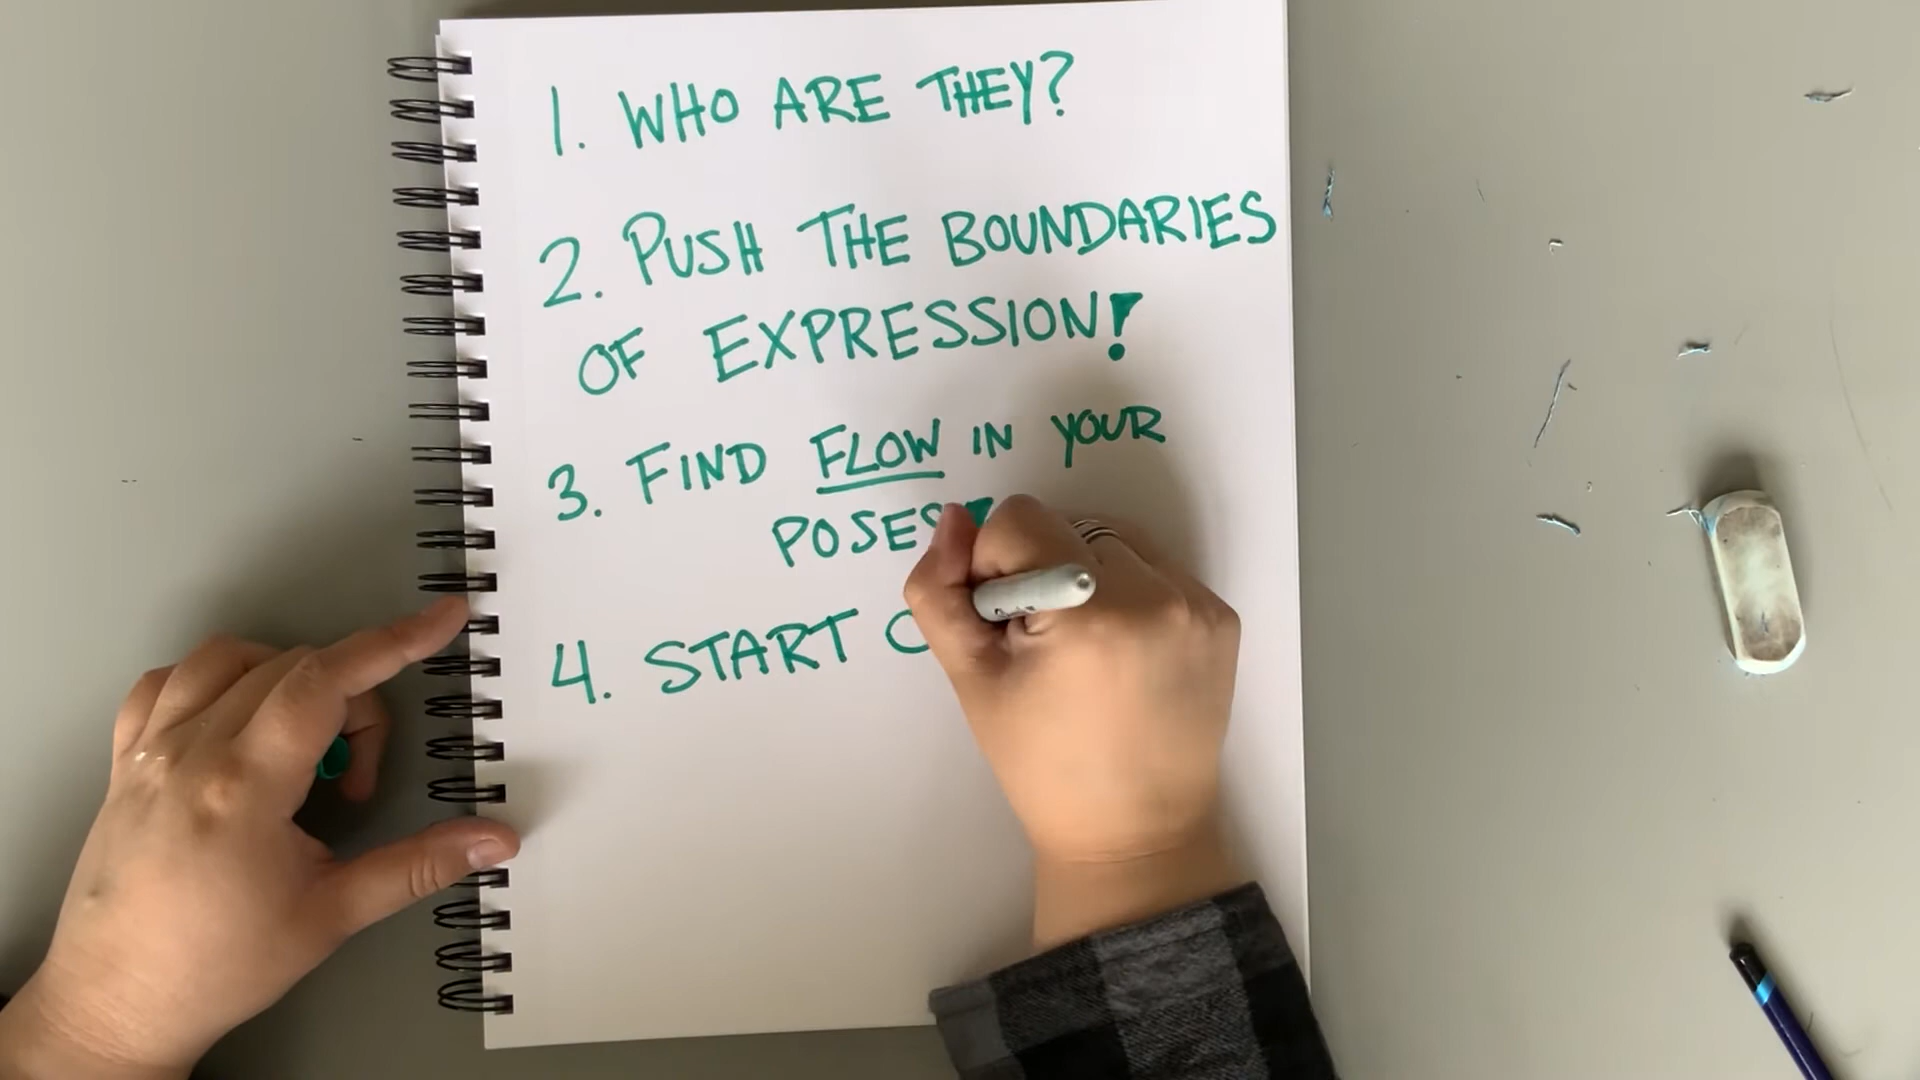 1. WHO ARE THEY?
2. PUSH THE BOUNDARIES
OF EXPRESSION!
3. FIND FLOW IN YOUR
POSES!
4. START